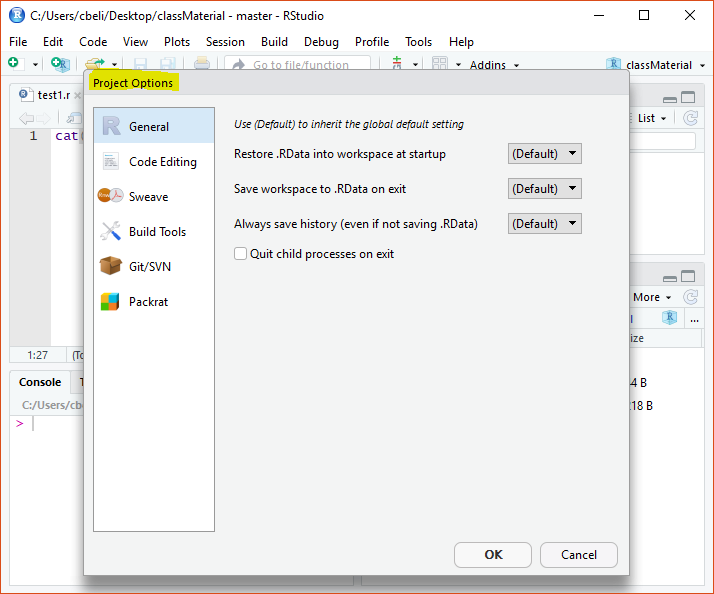 C:/Users/cbeli/Desktop/classMaterial - master - RStudio
File Edit Code View Plots Session Build Debug Profile Tools Help
Go to file/function Addins classMaterial
Project Options
test1.r
List
1 cat(
General
Code Editing
Sweave
Build Tools
Git/SVN
Packrat
Use (Default) to inherit the global default setting
Restore .RData into workspace at startup (Default)
Save workspace to .RData on exit (Default)
Always save history (even if not saving .RData) (Default)
Quit child processes on exit
More
...
1:27
Console
C:/Users/cb
4 B
18 B
>
OK Cancel